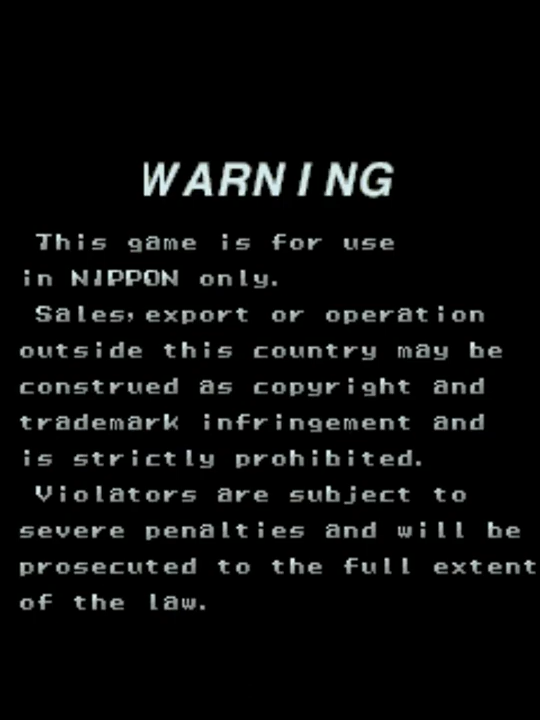 WARNING
This game is for use
in NIPPON only.
Sales, export or operation
outside this country may be
construed as copyright and
trademark infringement and
is strictly prohibited.
Violators are subject to
severe penalties and will be
prosecuted to the full extent
of the law.